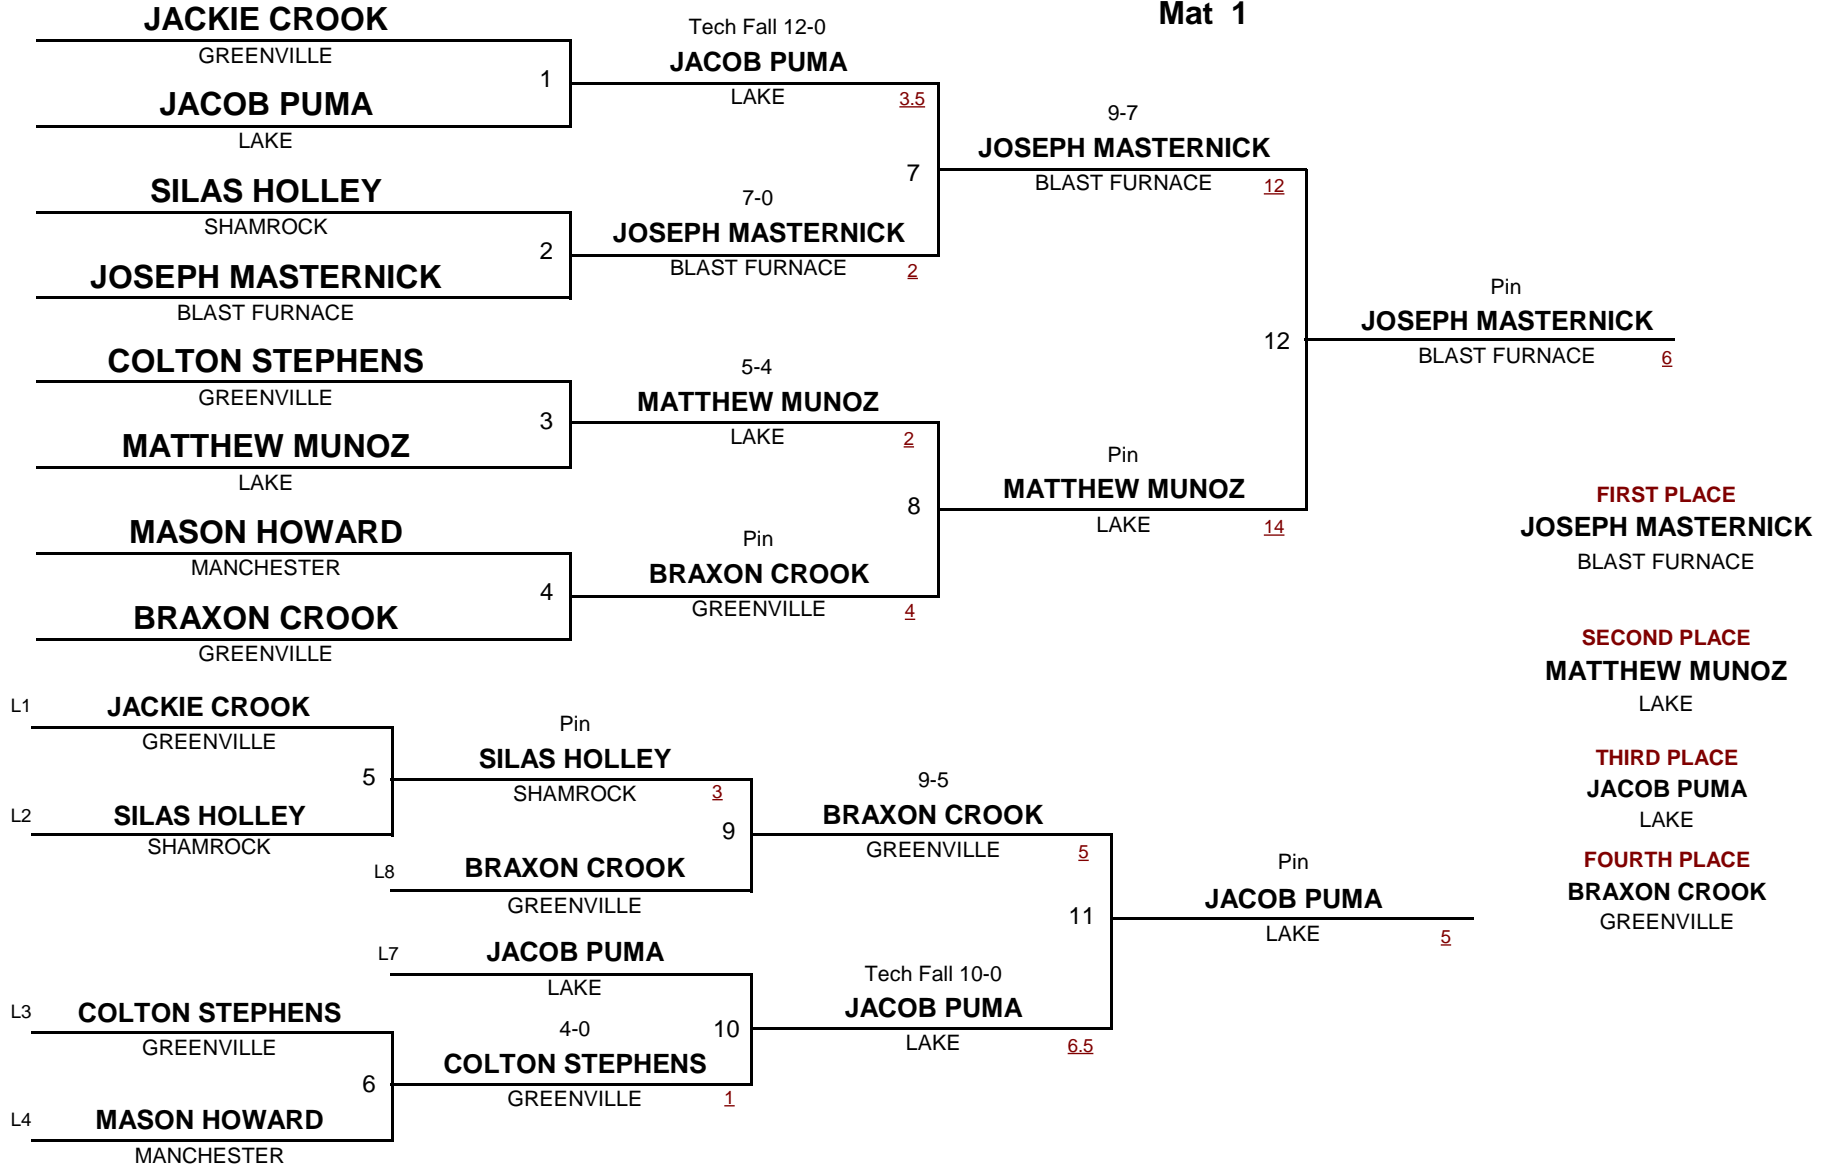 Mat 1
JACKIE CROOK
GREENVILLE
1
JACOB PUMA
LAKE
Tech Fall 12-0
JACOB PUMA
LAKE 3.5
SILAS HOLLEY
SHAMROCK
2
JOSEPH MASTERNICK
BLAST FURNACE
7-0
JOSEPH MASTERNICK
BLAST FURNACE 2
7
9-7
JOSEPH MASTERNICK
BLAST FURNACE 12
COLTON STEPHENS
GREENVILLE
3
MATTHEW MUNOZ
LAKE
5-4
MATTHEW MUNOZ
LAKE 2
MASON HOWARD
MANCHESTER
4
BRAXON CROOK
GREENVILLE
Pin
BRAXON CROOK
GREENVILLE 4
8
Pin
MATTHEW MUNOZ
LAKE 14
12
Pin
JOSEPH MASTERNICK
BLAST FURNACE 6
L1 JACKIE CROOK
GREENVILLE
5
L2 SILAS HOLLEY
SHAMROCK
Pin
SILAS HOLLEY
SHAMROCK 3
9
L8 BRAXON CROOK
GREENVILLE
9-5
BRAXON CROOK
GREENVILLE 5
L7 JACOB PUMA
LAKE
L3 COLTON STEPHENS
GREENVILLE
6
L4 MASON HOWARD
MANCHESTER
4-0
COLTON STEPHENS
GREENVILLE 1
10
Tech Fall 10-0
JACOB PUMA
LAKE 6.5
11
Pin
JACOB PUMA
LAKE 5
FIRST PLACE
JOSEPH MASTERNICK
BLAST FURNACE
SECOND PLACE
MATTHEW MUNOZ
LAKE
THIRD PLACE
JACOB PUMA
LAKE
FOURTH PLACE
BRAXON CROOK
GREENVILLE